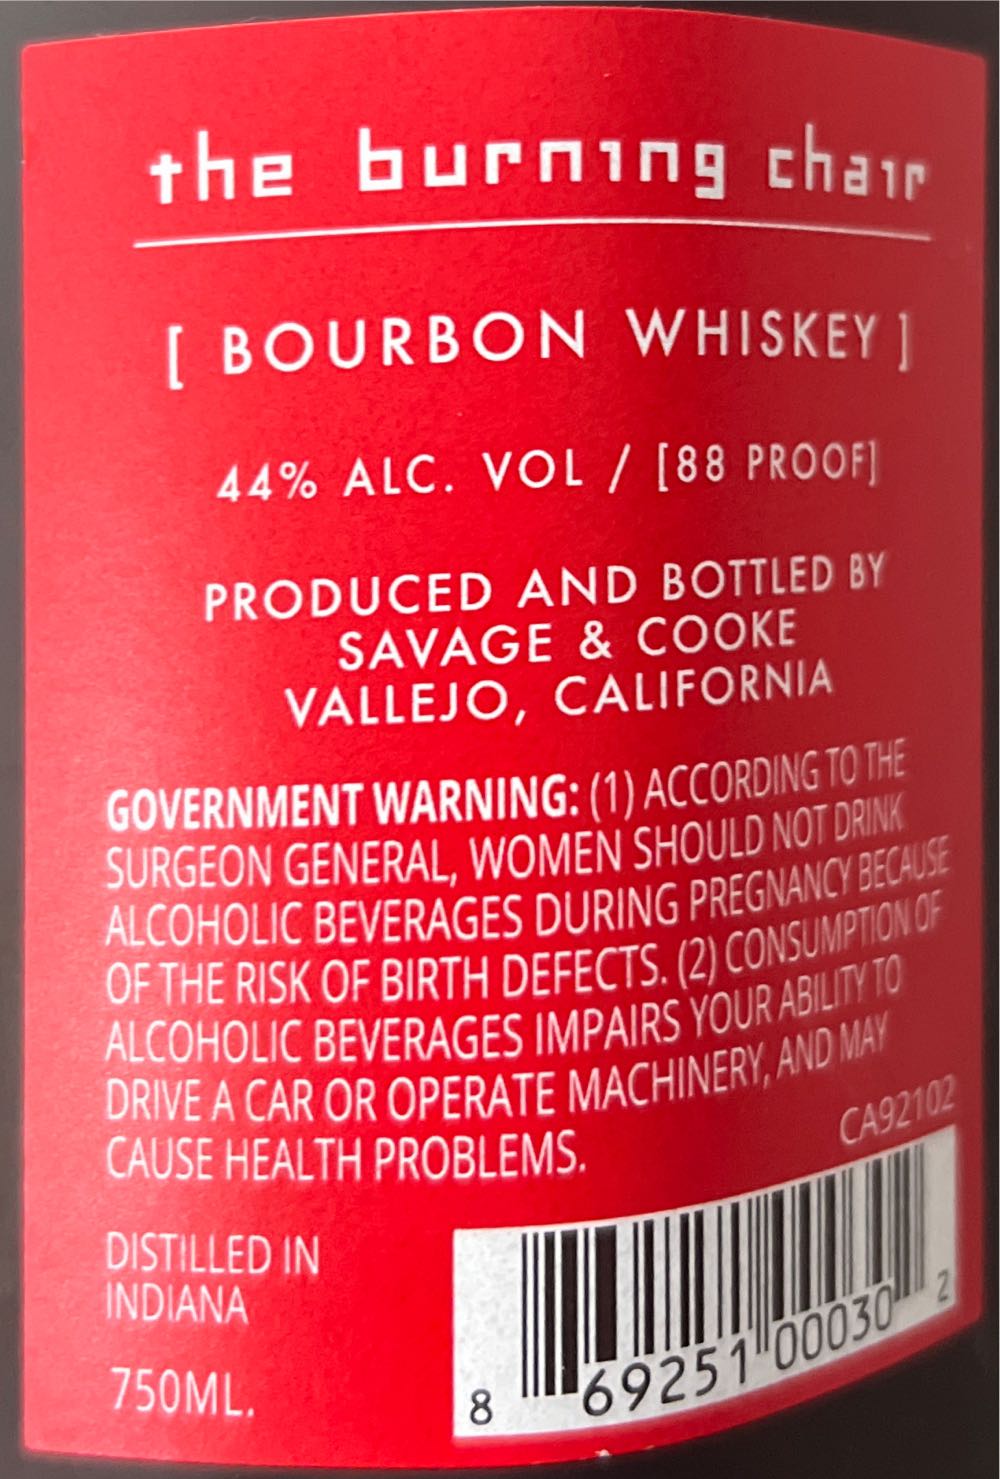 the burning chair
[ BOURBON WHISKEY ]
44% ALC. VOL / [88 PROOF]
PRODUCED AND BOTTLED BY
SAVAGE & COOKE
VALLEJO, CALIFORNIA
GOVERNMENT WARNING: (1) ACCORDING TO THE
SURGEON GENERAL, WOMEN SHOULD NOT DRINK
ALCOHOLIC BEVERAGES DURING PREGNANCY BECAUSE
OF THE RISK OF BIRTH DEFECTS. (2) CONSUMPTION OF
ALCOHOLIC BEVERAGES IMPAIRS YOUR ABILITY TO
DRIVE A CAR OR OPERATE MACHINERY, AND MAY
CAUSE HEALTH PROBLEMS.
CA92102
DISTILLED IN
INDIANA
750ML.
8 69251 00030 2